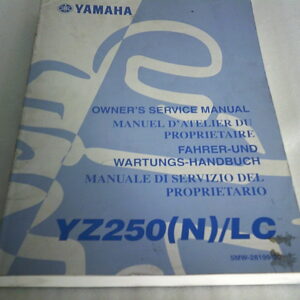 YAMAHA
OWNER'S SERVICE MANUAL
MANUEL D'ATELIER DU
PROPRIETAIRE
FAHRER-UND
WARTUNGS-HANDBUCH
MANUALE DI SERVIZIO DEL
PROPRIETARIO
YZ250(N)/LC